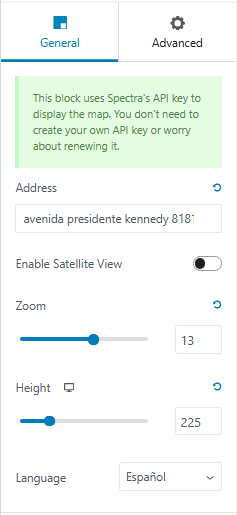 General
Advanced
This block uses Spectra's API key to
display the map. You don't need to
create your own API key or worry
about renewing it.
Address
avenida presidente kennedy 8181
Enable Satellite View
Zoom
13
Height
225
Language
Español